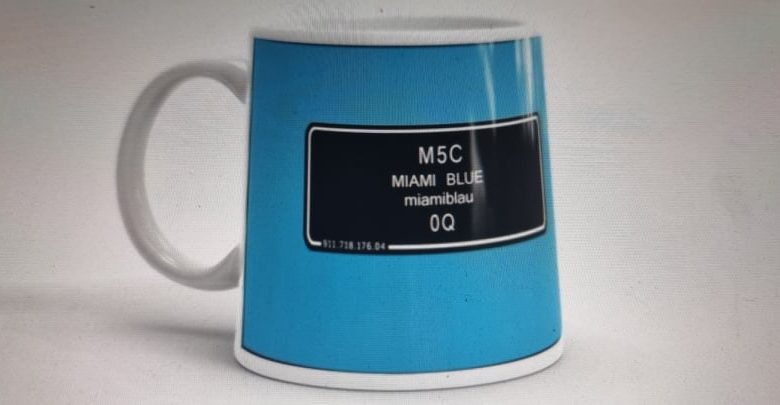 M5C
MIAMI BLUE
miamiblau
0Q
911.718.176.04